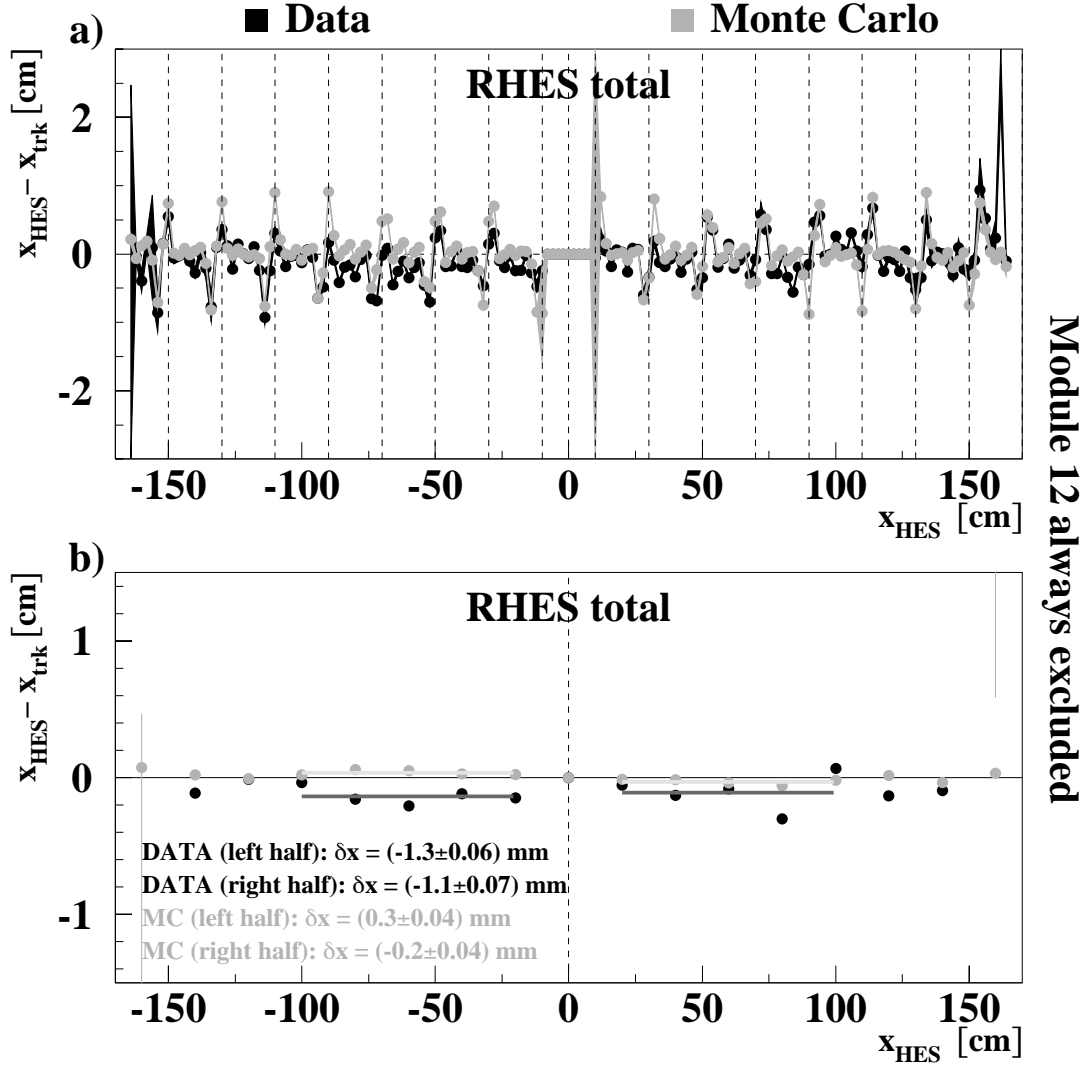 Data
Monte Carlo
a)
RHES total
x_HES − x_trk [cm]
2
0
-2
-150
-100
-50
0
50
100
150
x_HES [cm]
b)
RHES total
x_HES − x_trk [cm]
1
0
-1
DATA (left half): δx = (-1.3±0.06) mm
DATA (right half): δx = (-1.1±0.07) mm
MC (left half): δx = (0.3±0.04) mm
MC (right half): δx = (-0.2±0.04) mm
-150
-100
-50
0
50
100
150
x_HES [cm]
Module 12 always excluded